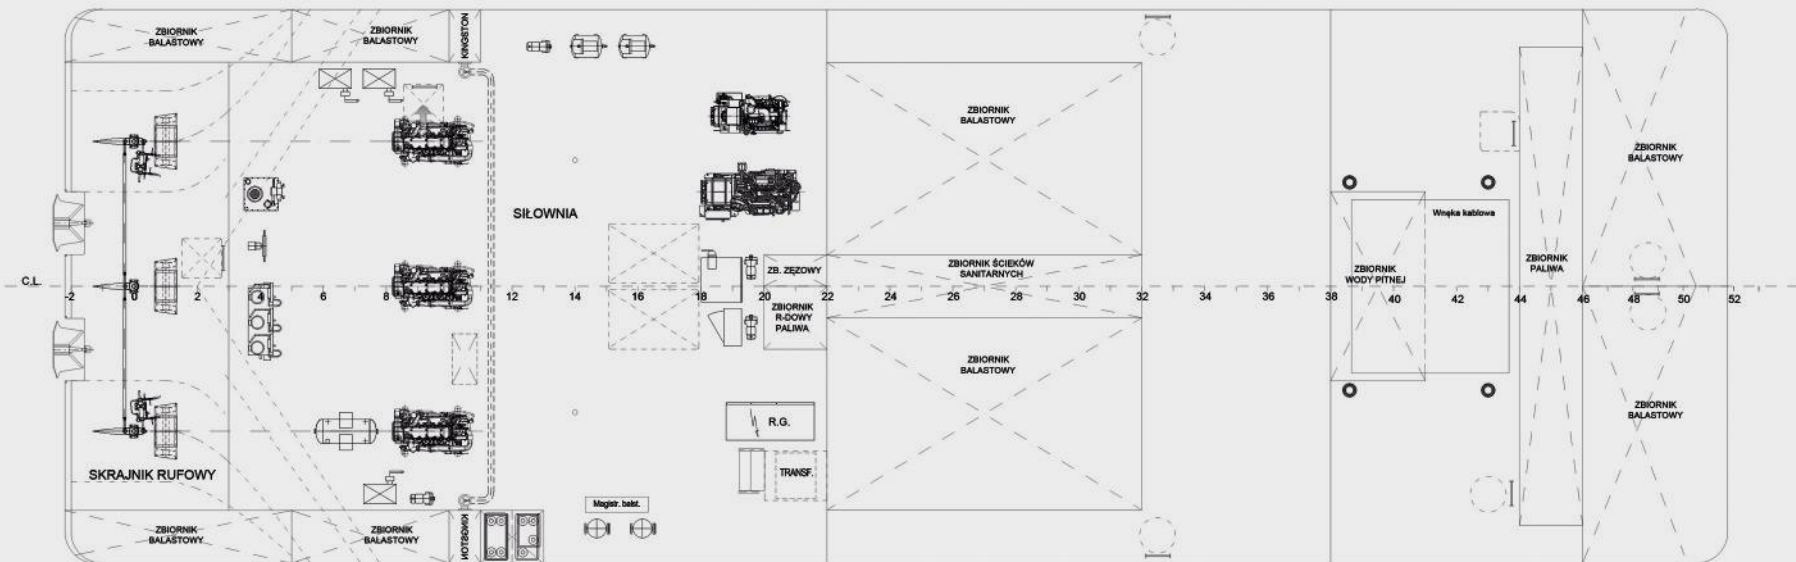 ZBIORNIK
BALASTOWY
ZBIORNIK
BALASTOWY
KINGSTON
ZBIORNIK
BALASTOWY
ZBIORNIK
BALASTOWY
SIŁOWNIA
Wnęka kablowa
ZB. ZĘZOWY
ZBIORNIK ŚCIEKÓW
SANITARNYCH
ZBIORNIK
WODY PITNEJ
ZBIORNIK
PALIWA
C.L.
-2 0 2 4 6 8 12 14 16 18 20 22 24 26 28 30 32 34 36 38 40 42 44 46 48 50 52
ZBIORNIK
R-DOWY
PALIWA
ZBIORNIK
BALASTOWY
ZBIORNIK
BALASTOWY
R.G.
SKRAJNIK RUFOWY
TRANSF.
Magistr. balst.
ZBIORNIK
BALASTOWY
ZBIORNIK
BALASTOWY
KINGSTON